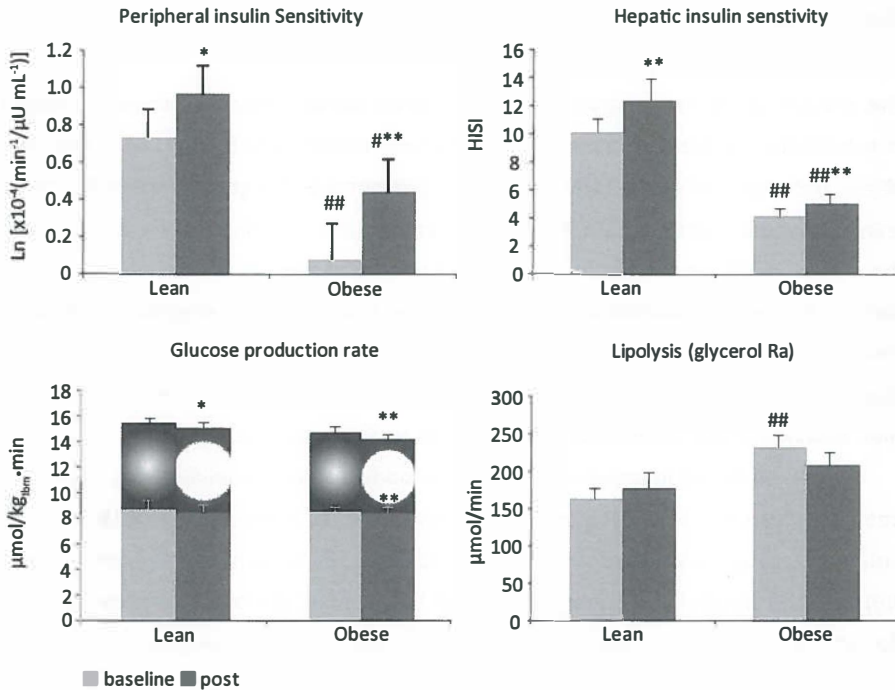 Peripheral insulin Sensitivity
Ln [x10⁻⁴(min⁻¹/µU mL⁻¹)]
1.2
1.0
0.8
0.6
0.4
0.2
0
*
##
#**
Lean
Obese
Hepatic insulin senstivity
HISI
16
14
12
10
8
6
4
2
0
**
##
##**
Lean
Obese
Glucose production rate
µmol/kg_lbm•min
18
16
14
12
10
8
6
4
2
0
*
**
**
Lean
Obese
Lipolysis (glycerol Ra)
µmol/min
300
250
200
150
100
50
0
##
Lean
Obese
baseline post